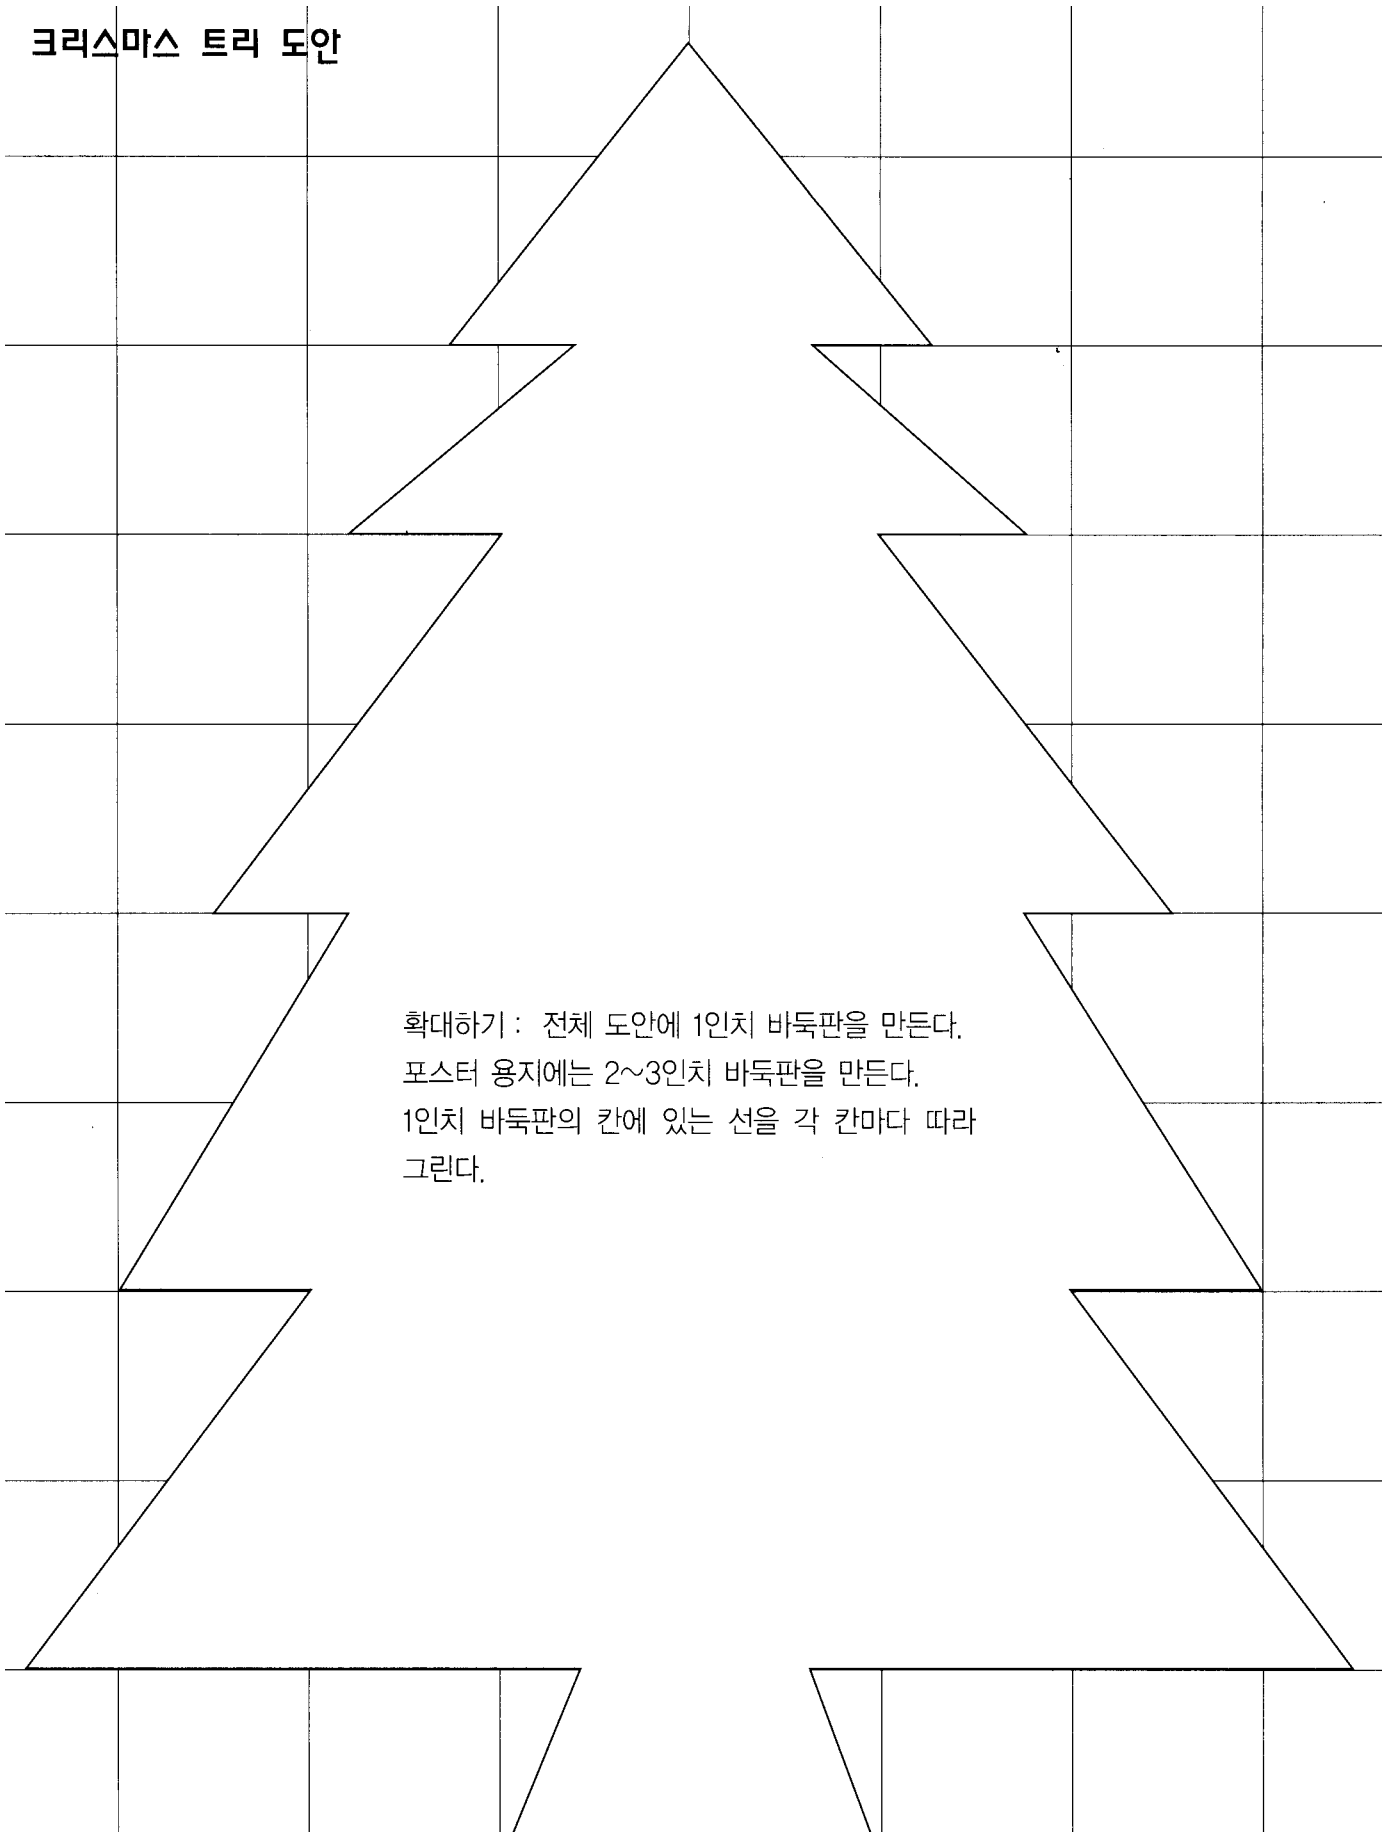 크리스마스 트리 도안
확대하기 : 전체 도안에 1인치 바둑판을 만든다.
포스터 용지에는 2~3인치 바둑판을 만든다.
1인치 바둑판의 칸에 있는 선을 각 칸마다 따라
그린다.